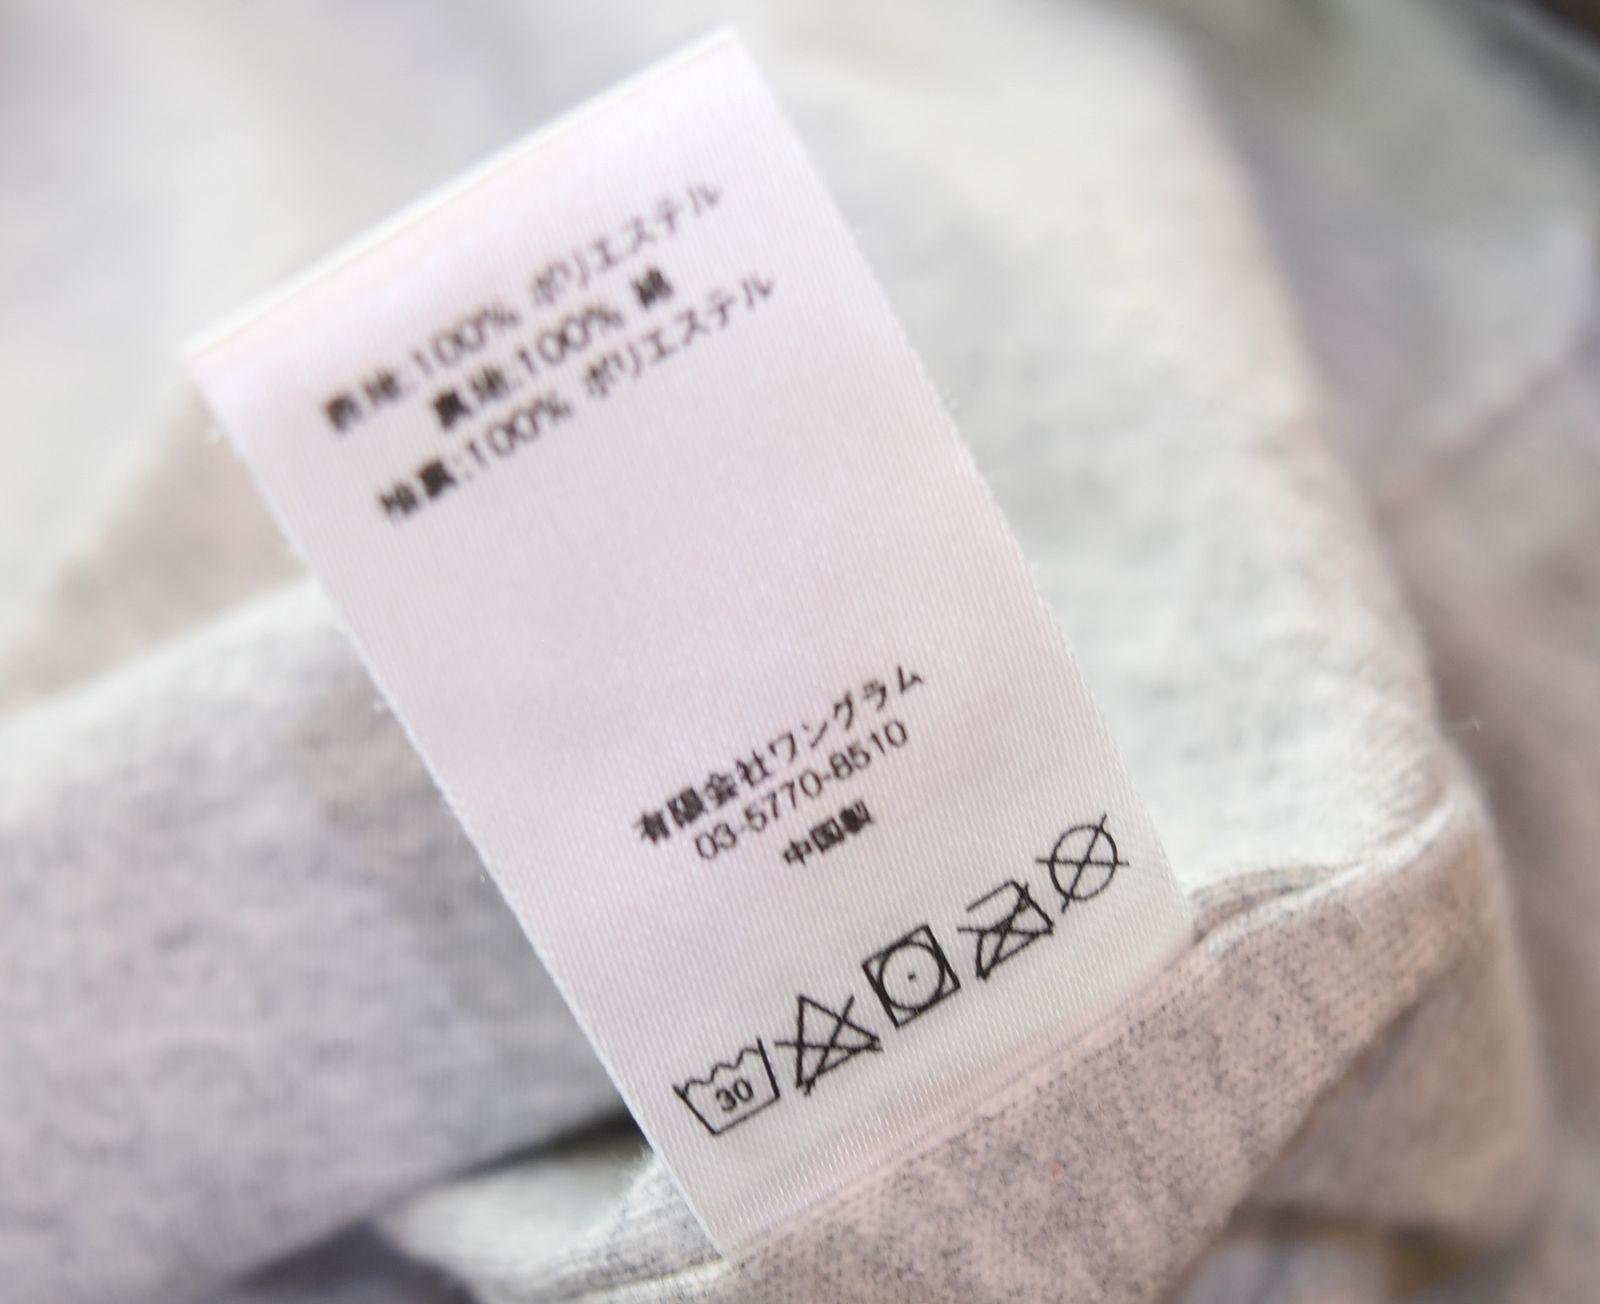 表地:100% ポリエステル
裏地:100% 綿
袖裏:100% ポリエステル
有限会社ワングラム
03-5770-8510
中国製
30